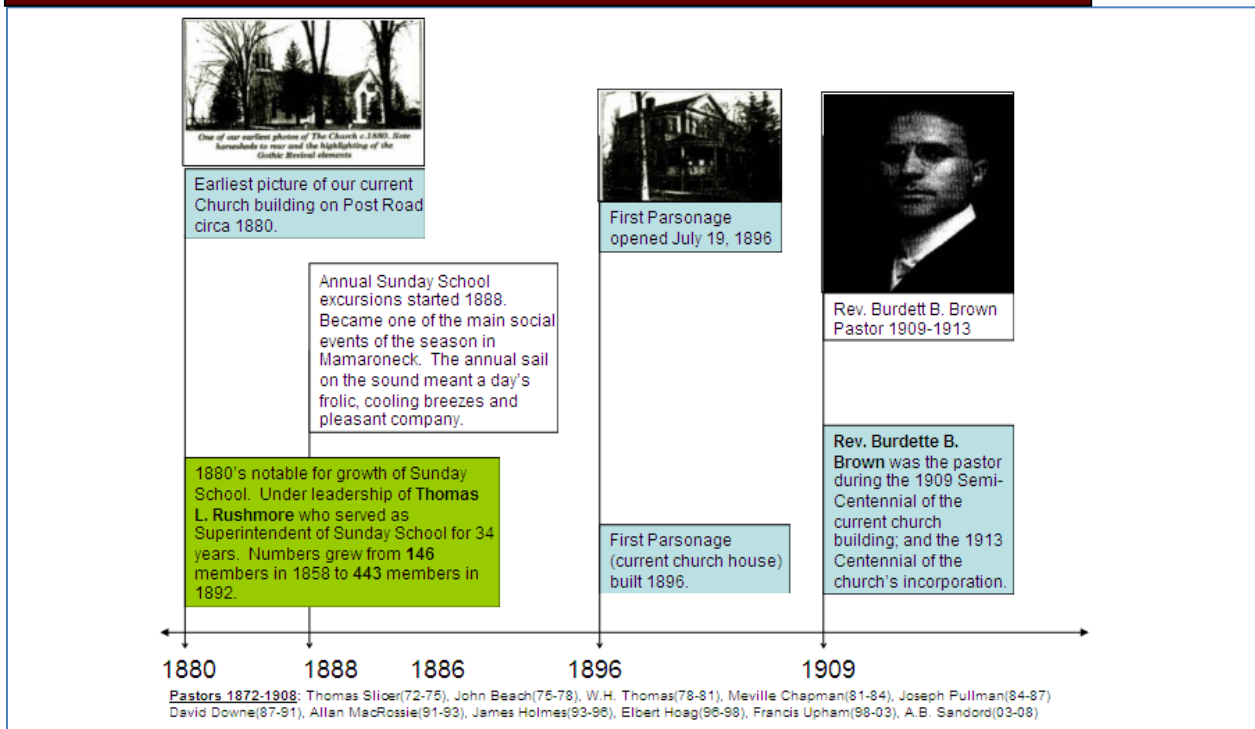 One of our earliest photos of The Church c.1880. Note
horsesheds to rear and the highlighting of the
Gothic Revival elements
Earliest picture of our current
Church building on Post Road
circa 1880.
Annual Sunday School
excursions started 1888.
Became one of the main social
events of the season in
Mamaroneck. The annual sail
on the sound meant a day's
frolic, cooling breezes and
pleasant company.
1880's notable for growth of Sunday
School. Under leadership of Thomas
L. Rushmore who served as
Superintendent of Sunday School for 34
years. Numbers grew from 146
members in 1858 to 443 members in
1892.
First Parsonage
opened July 19, 1896
First Parsonage
(current church house)
built 1896.
Rev. Burdett B. Brown
Pastor 1909-1913
Rev. Burdette B.
Brown was the pastor
during the 1909 Semi-
Centennial of the
current church
building; and the 1913
Centennial of the
church's incorporation.
1880 1888 1886 1896 1909
Pastors 1872-1908: Thomas Slicer(72-75), John Beach(75-78), W.H. Thomas(78-81), Meville Chapman(81-84), Joseph Pullman(84-87)
David Downe(87-91), Allan MacRossie(91-93), James Holmes(93-96), Elbert Hoag(96-98), Francis Upham(98-03), A.B. Sandord(03-08)